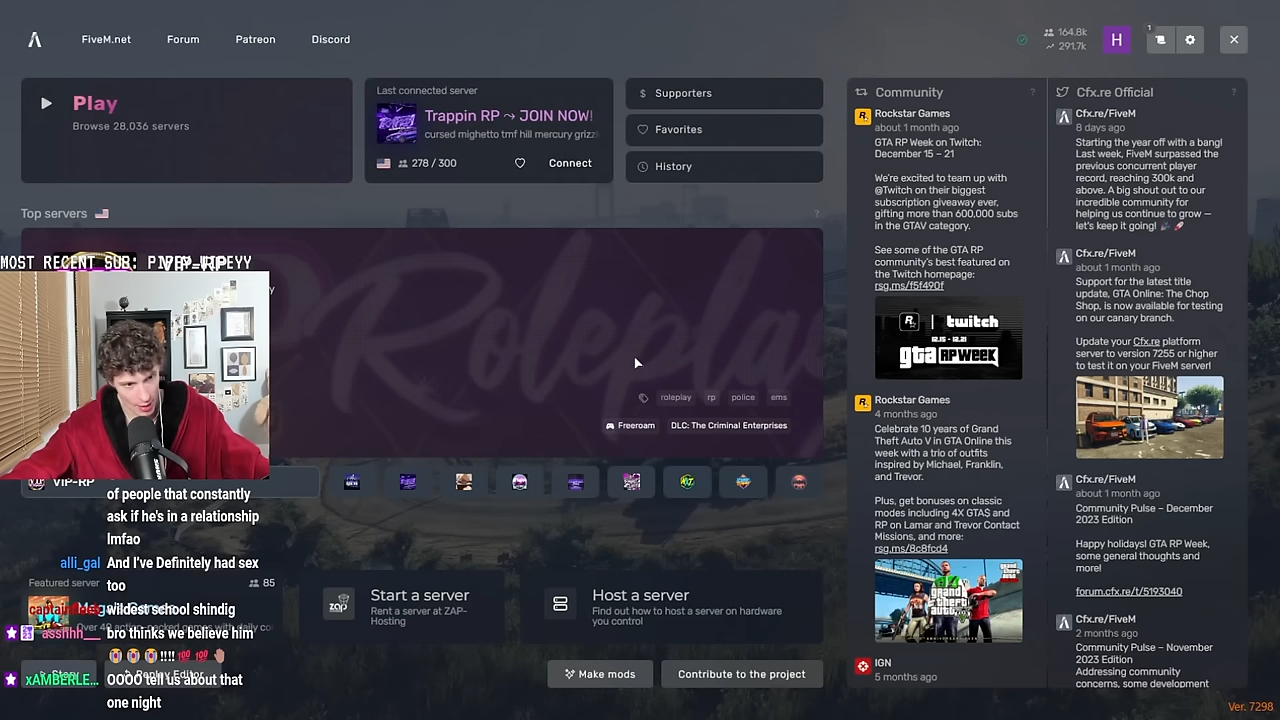 FiveM.net
Forum
Patreon
Discord
164.8k
291.7k
H
1
Play
Browse 28,036 servers
Last connected server
Trappin RP ⤳ JOIN NOW!
cursed mighetto tmf hill mercury grizz
278 / 300
Connect
$ Supporters
Favorites
History
Top servers
?
Roleplay
roleplay rp police ems
Freeroam
DLC: The Criminal Enterprises
MOST RECENT SUB:
VIP-RP
VIP-RP
of people that constantly
ask if he's in a relationship
lmfao
alli_gal And I've Definitely had sex
too
wildest school shindig
assihh__ bro thinks we believe him
😭😭😭!!!! 💯💯🤚🏽
xAMBERLE... OOOO tell us about that
one night
Featured server
85
Start a server
Rent a server at ZAP-
Hosting
zap
Host a server
Find out how to host a server on hardware
you control
Make mods
Contribute to the project
Community
?
Rockstar Games
about 1 month ago
GTA RP Week on Twitch:
December 15 – 21
We're excited to team up with
@Twitch on their biggest
subscription giveaway ever,
gifting more than 600,000 subs
in the GTAV category.
See some of the GTA RP
community's best featured on
the Twitch homepage:
rsg.ms/f5f490f
R | twitch
12.15 - 12.21
gta RP WEEK
Rockstar Games
4 months ago
Celebrate 10 years of Grand
Theft Auto V in GTA Online this
week with a trio of outfits
inspired by Michael, Franklin,
and Trevor.
Plus, get bonuses on classic
modes including 4X GTA$ and
RP on Lamar and Trevor Contact
Missions, and more:
rsg.ms/8c8fcd4
IGN
5 months ago
Cfx.re Official
?
Cfx.re/FiveM
8 days ago
Starting the year off with a bang!
Last week, FiveM surpassed the
previous concurrent player
record, reaching 300k and
above. A big shout out to our
incredible community for
helping us continue to grow —
let's keep it going! 🎉 🚀
Cfx.re/FiveM
about 1 month ago
Support for the latest title
update, GTA Online: The Chop
Shop, is now available for testing
on our canary branch.
Update your Cfx.re platform
server to version 7255 or higher
to test it on your FiveM server!
Cfx.re/FiveM
about 1 month ago
Community Pulse – December
2023 Edition
Happy holidays! GTA RP Week,
some general thoughts and
more!
forum.cfx.re/t/5193040
Cfx.re/FiveM
2 months ago
Community Pulse – November
2023 Edition
Addressing community
concerns, some development
Ver. 7298